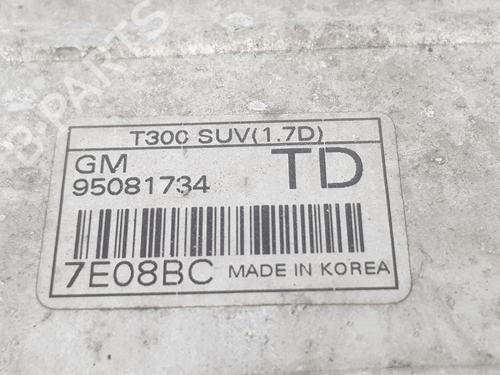 B-PARTS
T300 SUV(1.7D)
GM
TD
95081734
7E08BC MADE IN KOREA